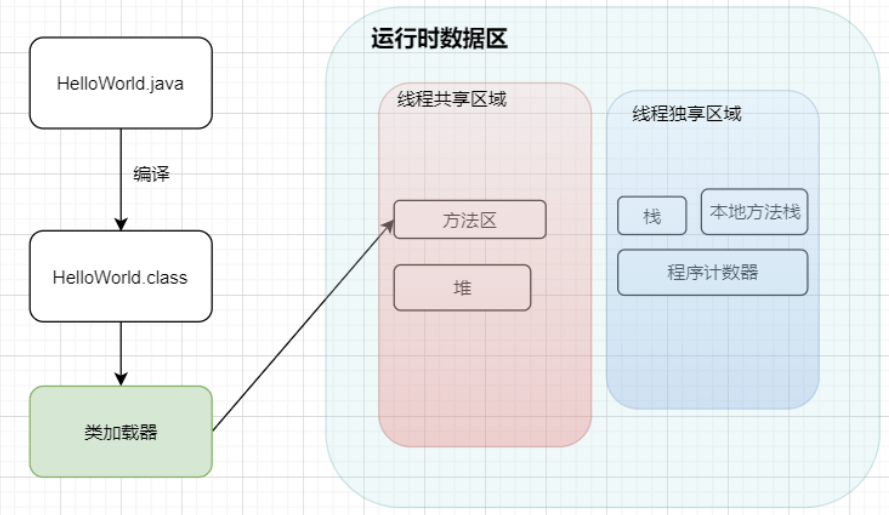 HelloWorld.java
编译
HelloWorld.class
类加载器
运行时数据区
线程共享区域
方法区
堆
线程独享区域
栈
本地方法栈
程序计数器